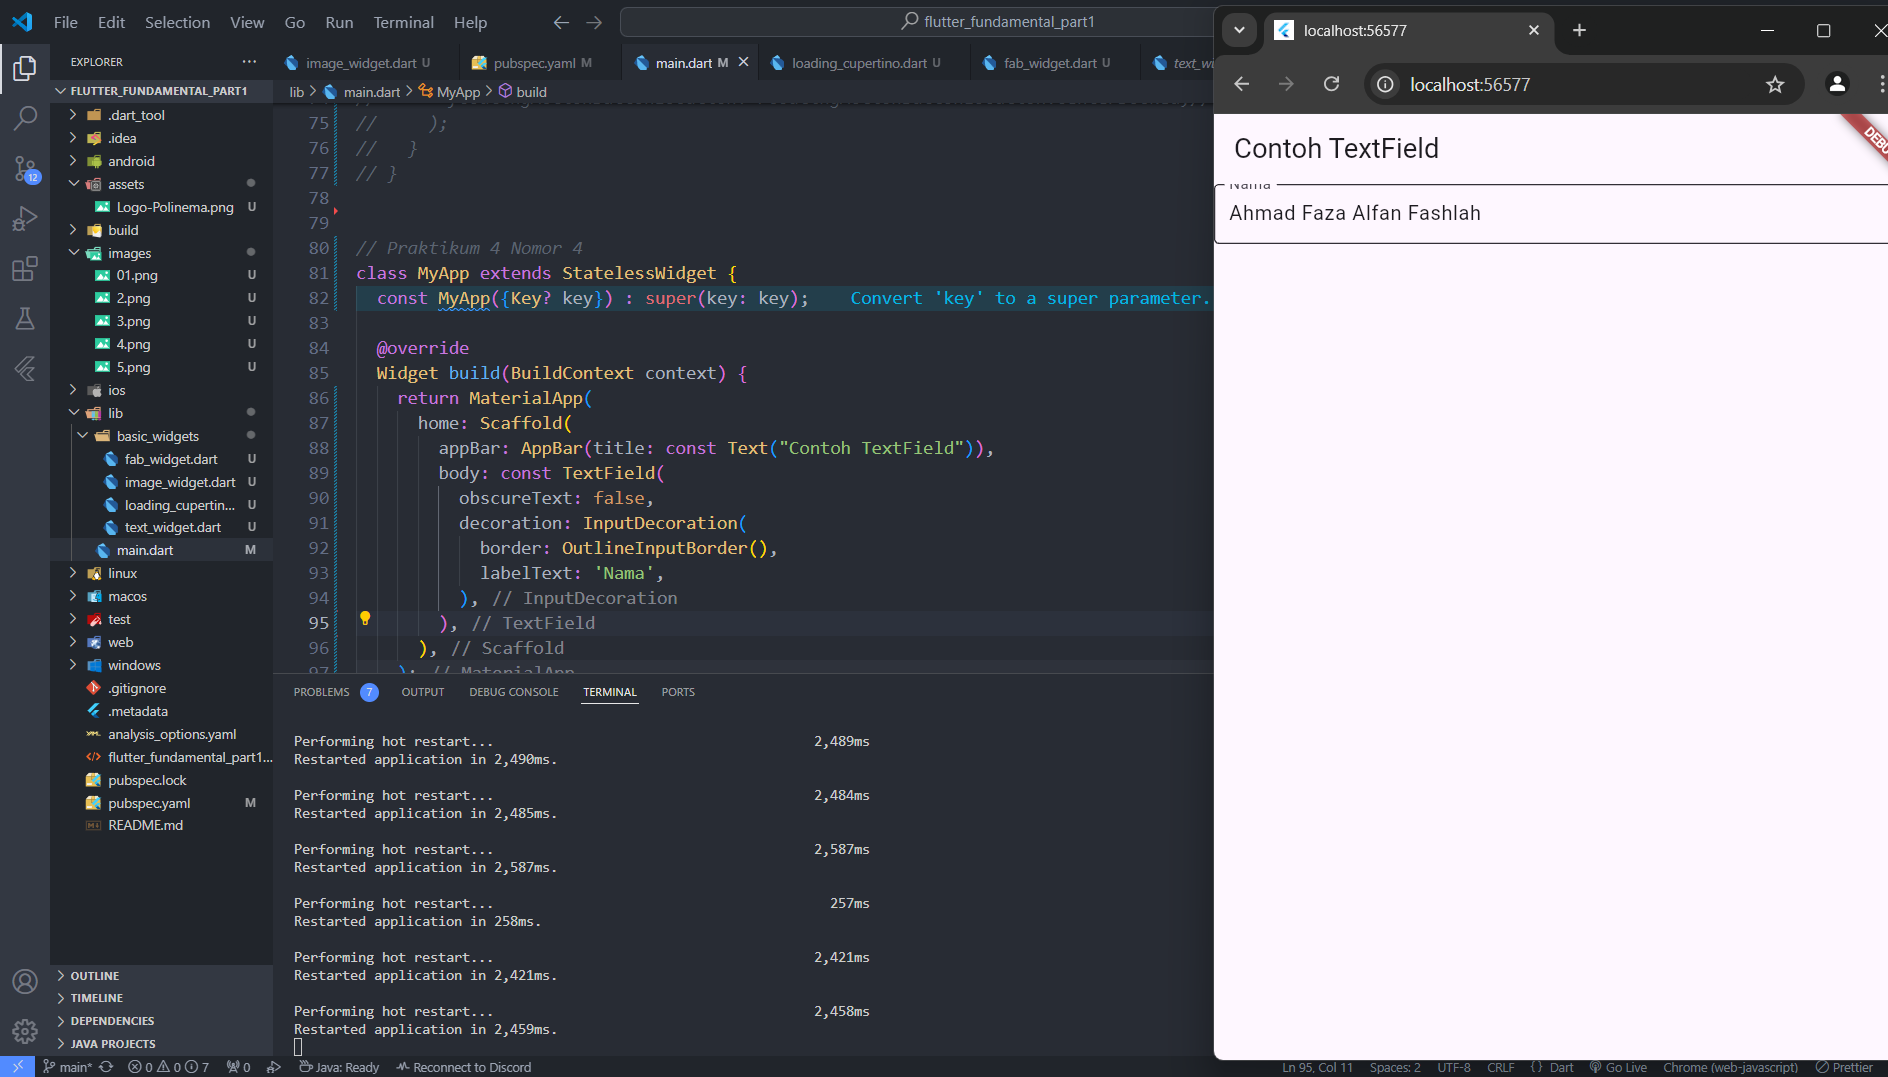 File Edit Selection View Go Run Terminal Help
flutter_fundamental_part1
EXPLORER
FLUTTER_FUNDAMENTAL_PART1
.dart_tool
.idea
android
assets
Logo-Polinema.png U
build
images
01.png U
2.png U
3.png U
4.png U
5.png U
ios
lib
basic_widgets
fab_widget.dart U
image_widget.dart U
loading_cupertin... U
text_widget.dart U
main.dart M
linux
macos
test
web
windows
.gitignore
.metadata
analysis_options.yaml
flutter_fundamental_part1...
pubspec.lock
pubspec.yaml M
README.md
OUTLINE
TIMELINE
DEPENDENCIES
JAVA PROJECTS
12
image_widget.dart U pubspec.yaml M main.dart M loading_cupertino.dart U fab_widget.dart U text_wi
lib > main.dart > MyApp > build
75 // );
76 // }
77 // }
78
79
80 // Praktikum 4 Nomor 4
81 class MyApp extends StatelessWidget {
82 const MyApp({Key? key}) : super(key: key); Convert 'key' to a super parameter.
83
84 @override
85 Widget build(BuildContext context) {
86 return MaterialApp(
87 home: Scaffold(
88 appBar: AppBar(title: const Text("Contoh TextField")),
89 body: const TextField(
90 obscureText: false,
91 decoration: InputDecoration(
92 border: OutlineInputBorder(),
93 labelText: 'Nama',
94 ), // InputDecoration
95 ), // TextField
96 ), // Scaffold
97 ); // MaterialApp
PROBLEMS 7 OUTPUT DEBUG CONSOLE TERMINAL PORTS
Performing hot restart... 2,489ms
Restarted application in 2,490ms.
Performing hot restart... 2,484ms
Restarted application in 2,485ms.
Performing hot restart... 2,587ms
Restarted application in 2,587ms.
Performing hot restart... 257ms
Restarted application in 258ms.
Performing hot restart... 2,421ms
Restarted application in 2,421ms.
Performing hot restart... 2,458ms
Restarted application in 2,459ms.
localhost:56577
localhost:56577
Contoh TextField
DEBU
Nama
Ahmad Faza Alfan Fashlah
main* 0 0 7 0 Java: Ready Reconnect to Discord Ln 95, Col 11 Spaces: 2 UTF-8 CRLF {} Dart Go Live Chrome (web-javascript) Prettier